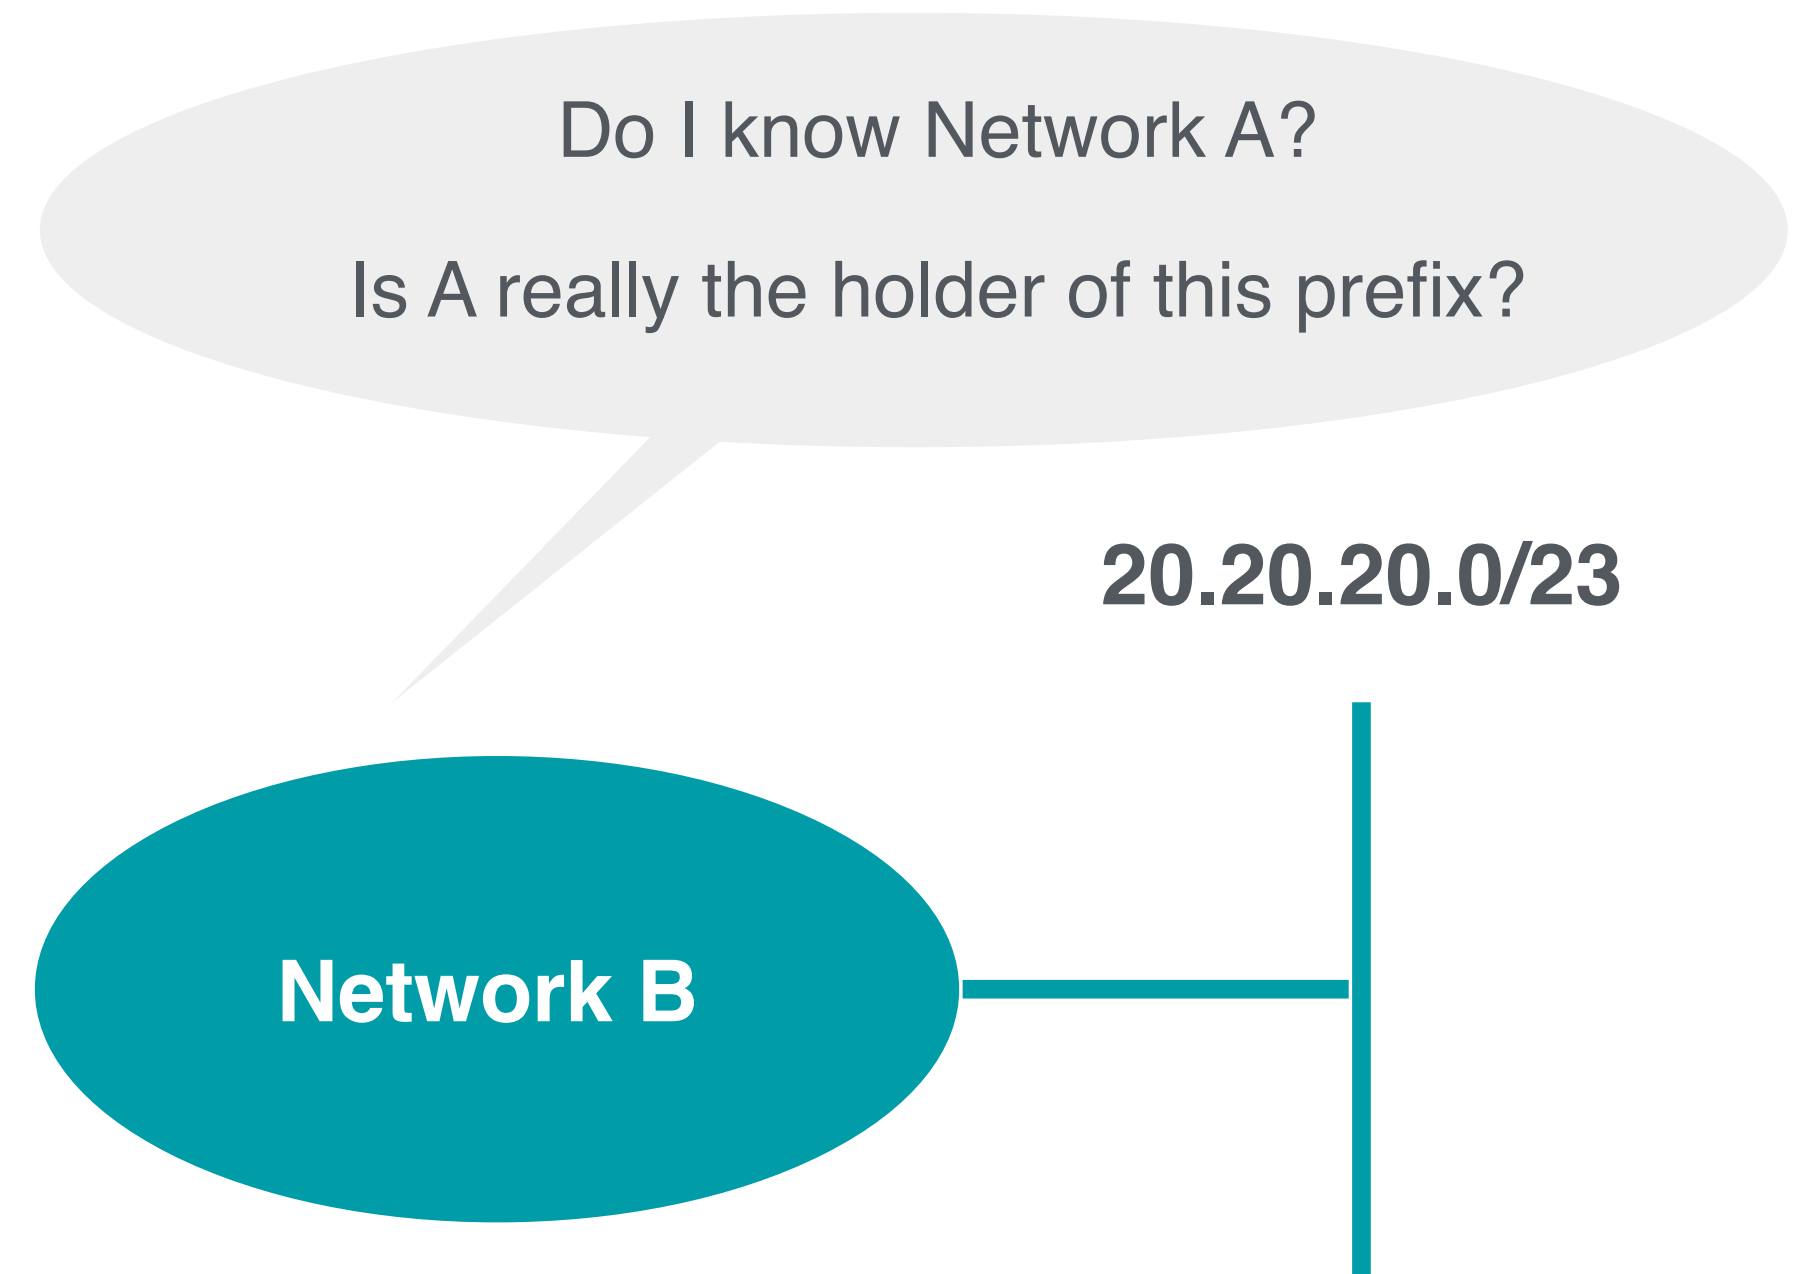 Do I know Network A?
Is A really the holder of this prefix?
20.20.20.0/23
Network B